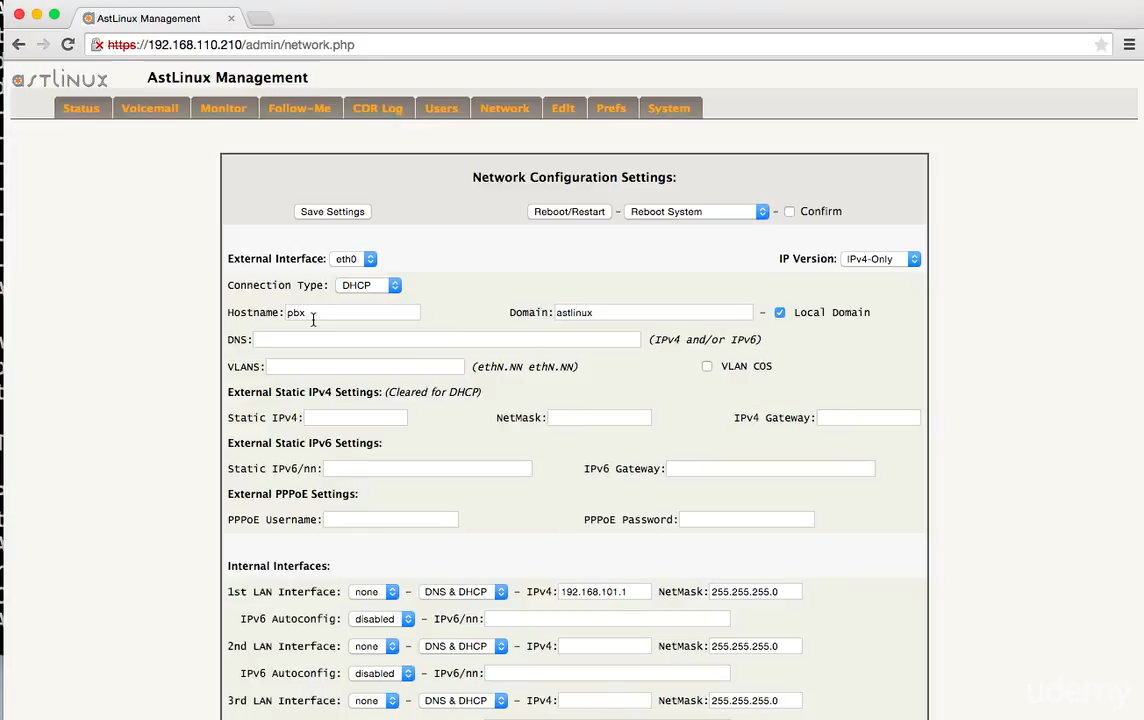 AstLinux Management
https://192.168.110.210/admin/network.php
astlinux AstLinux Management
Status Voicemail Monitor Follow-Me CDR Log Users Network Edit Prefs System
Network Configuration Settings:
Save Settings Reboot/Restart – Reboot System – Confirm
External Interface: eth0 IP Version: IPv4-Only
Connection Type: DHCP
Hostname: pbx Domain: astlinux – Local Domain
DNS: (IPv4 and/or IPv6)
VLANS: (ethN.NN ethN.NN) VLAN COS
External Static IPv4 Settings: (Cleared for DHCP)
Static IPv4: NetMask: IPv4 Gateway:
External Static IPv6 Settings:
Static IPv6/nn: IPv6 Gateway:
External PPPoE Settings:
PPPoE Username: PPPoE Password:
Internal Interfaces:
1st LAN Interface: none – DNS & DHCP – IPv4: 192.168.101.1 NetMask: 255.255.255.0
IPv6 Autoconfig: disabled – IPv6/nn:
2nd LAN Interface: none – DNS & DHCP – IPv4: NetMask: 255.255.255.0
IPv6 Autoconfig: disabled – IPv6/nn:
3rd LAN Interface: none – DNS & DHCP – IPv4: NetMask: 255.255.255.0
udemy